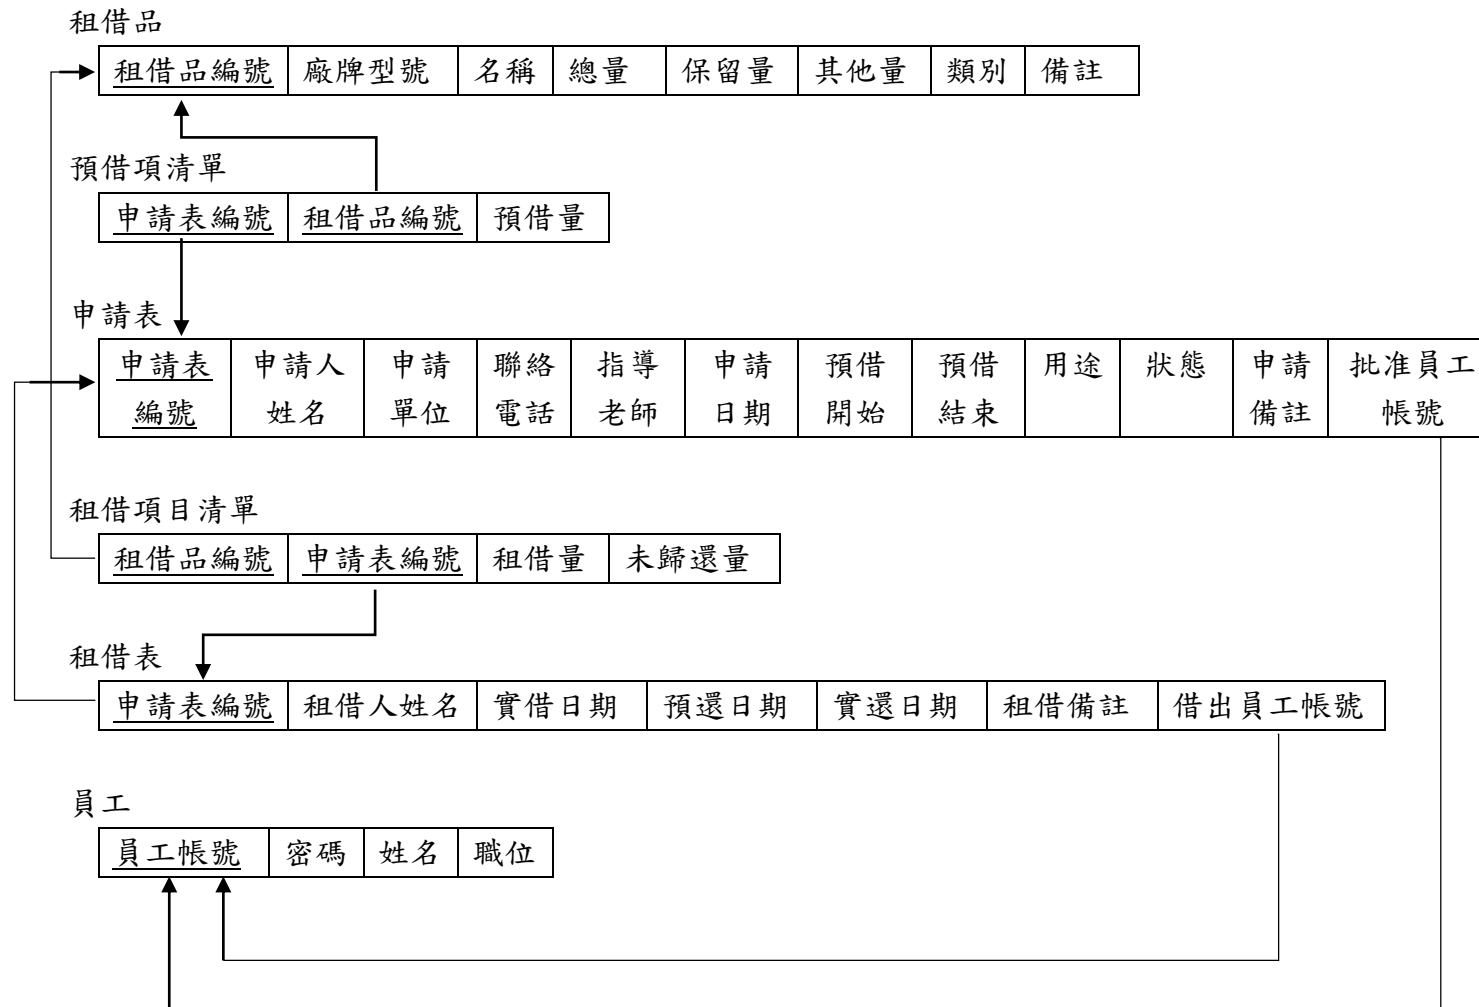 租借品
租借品編號 廠牌型號 名稱 總量 保留量 其他量 類別 備註
預借項清單
申請表編號 租借品編號 預借量
申請表
申請表 申請人 申請 聯絡 指導 申請 預借 預借 用途 狀態 申請 批准員工
編號 姓名 單位 電話 老師 日期 開始 結束 備註 帳號
租借項目清單
租借品編號 申請表編號 租借量 未歸還量
租借表
申請表編號 租借人姓名 實借日期 預還日期 實還日期 租借備註 借出員工帳號
員工
員工帳號 密碼 姓名 職位